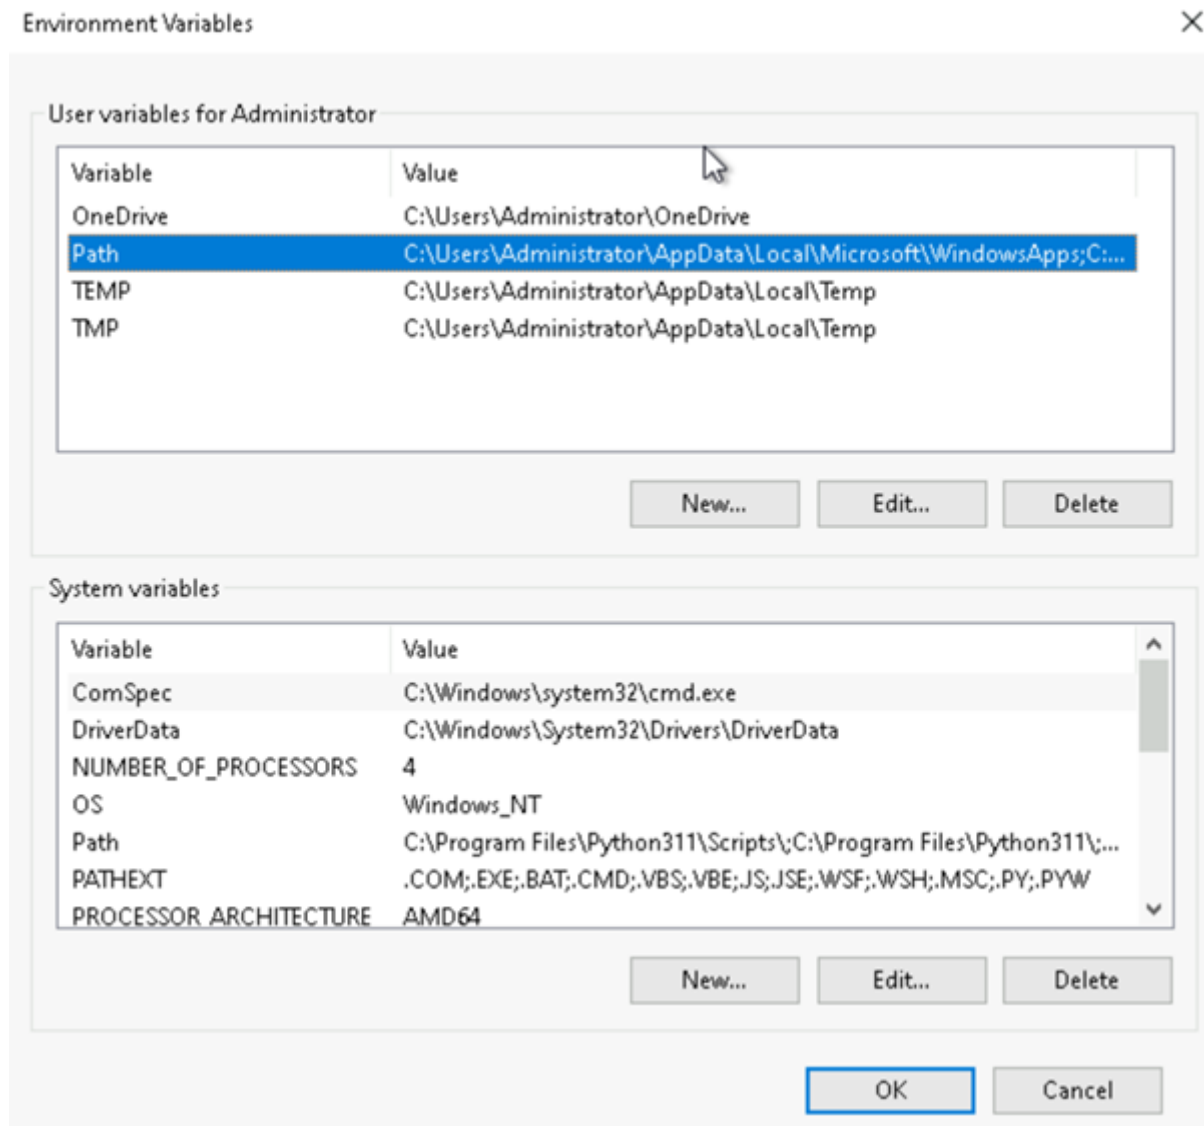 Environment Variables
User variables for Administrator
Variable Value
OneDrive C:\Users\Administrator\OneDrive
Path C:\Users\Administrator\AppData\Local\Microsoft\WindowsApps;C:...
TEMP C:\Users\Administrator\AppData\Local\Temp
TMP C:\Users\Administrator\AppData\Local\Temp
New... Edit... Delete
System variables
Variable Value
ComSpec C:\Windows\system32\cmd.exe
DriverData C:\Windows\System32\Drivers\DriverData
NUMBER_OF_PROCESSORS 4
OS Windows_NT
Path C:\Program Files\Python311\Scripts\;C:\Program Files\Python311\;...
PATHEXT .COM;.EXE;.BAT;.CMD;.VBS;.VBE;.JS;.JSE;.WSF;.WSH;.MSC;.PY;.PYW
PROCESSOR_ARCHITECTURE AMD64
New... Edit... Delete
OK Cancel